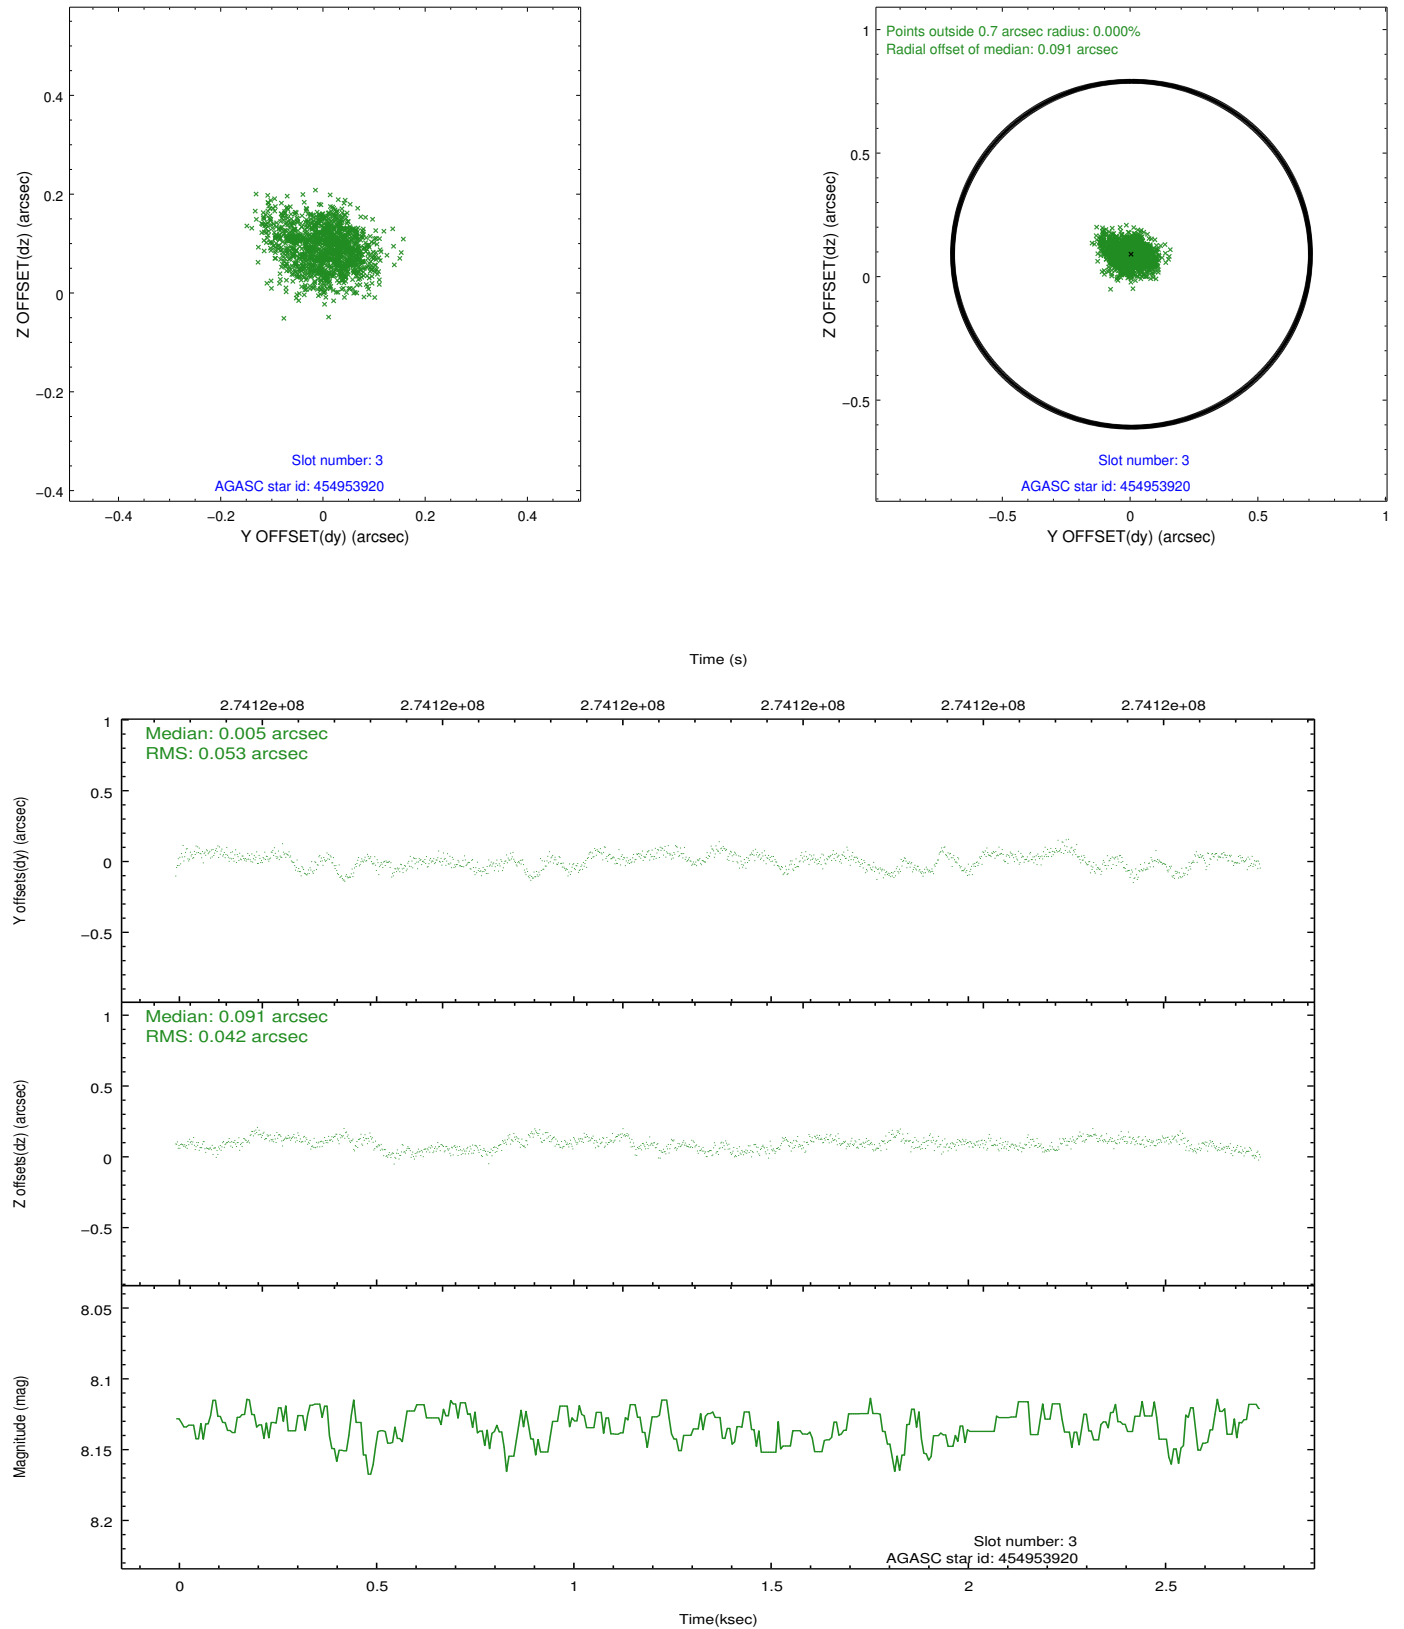 0.4
0.2
0
−0.2
−0.4
Z OFFSET(dz) (arcsec)
Slot number: 3
AGASC star id: 454953920
−0.4 −0.2 0 0.2 0.4
Y OFFSET(dy) (arcsec)
Points outside 0.7 arcsec radius: 0.000%
Radial offset of median: 0.091 arcsec
1
0.5
0
−0.5
Z OFFSET(dz) (arcsec)
Slot number: 3
AGASC star id: 454953920
−0.5 0 0.5 1
Y OFFSET(dy) (arcsec)
Time (s)
2.7412e+08 2.7412e+08 2.7412e+08 2.7412e+08 2.7412e+08 2.7412e+08
Median: 0.005 arcsec
RMS: 0.053 arcsec
1
0.5
0
−0.5
Y offsets(dy) (arcsec)
Median: 0.091 arcsec
RMS: 0.042 arcsec
1
0.5
0
−0.5
Z offsets(dz) (arcsec)
8.05
8.1
8.15
8.2
Magnitude (mag)
Slot number: 3
AGASC star id: 454953920
0 0.5 1 1.5 2 2.5
Time(ksec)